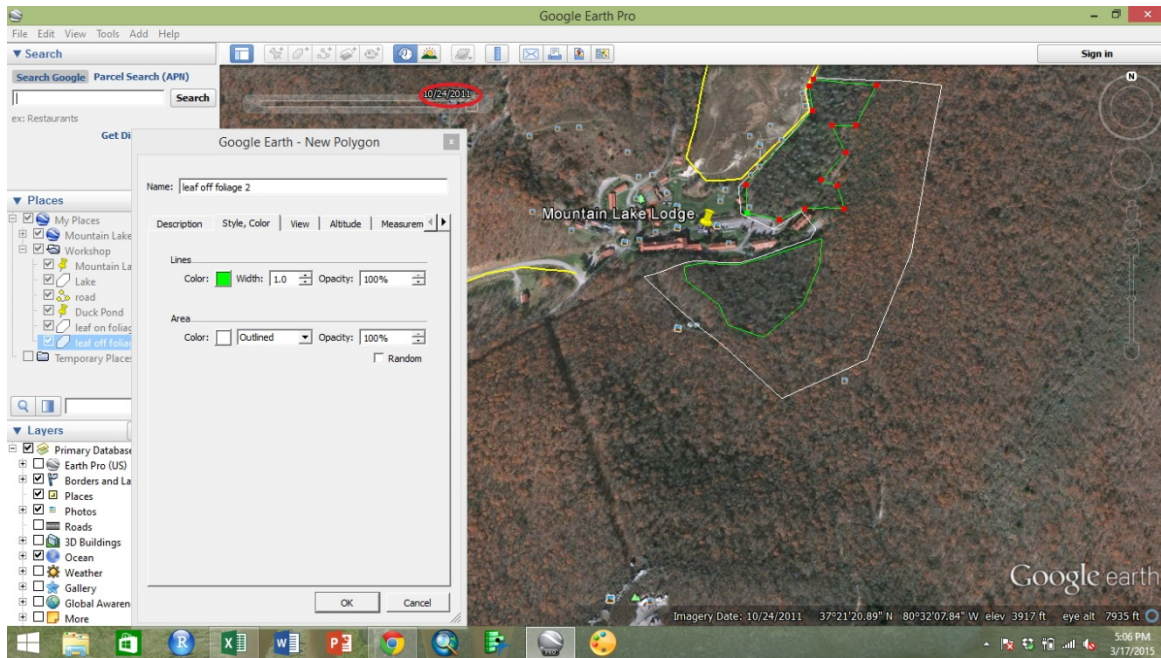 Google Earth Pro
File Edit View Tools Add Help
Search
Sign in
Search Google Parcel Search (APN)
Search
ex: Restaurants
Get Di
10/24/2011
N
Google Earth - New Polygon
x
Name: leaf off foliage 2
Description Style, Color View Altitude Measurem
Lines
Color: Width: 1.0 Opacity: 100%
Area
Color: Outlined Opacity: 100%
Random
OK Cancel
Places
My Places
Mountain Lake
Workshop
Mountain La
Lake
road
Duck Pond
leaf on foliag
leaf off foliag
Temporary Places
Layers
Primary Database
Earth Pro (US)
Borders and La
Places
Photos
Roads
3D Buildings
Ocean
Weather
Gallery
Global Awaren
More
Mountain Lake Lodge
Google earth
Imagery Date: 10/24/2011 37°21'20.89" N 80°32'07.84" W elev 3917 ft eye alt 7935 ft
R
PRO
5:06 PM
3/17/2015